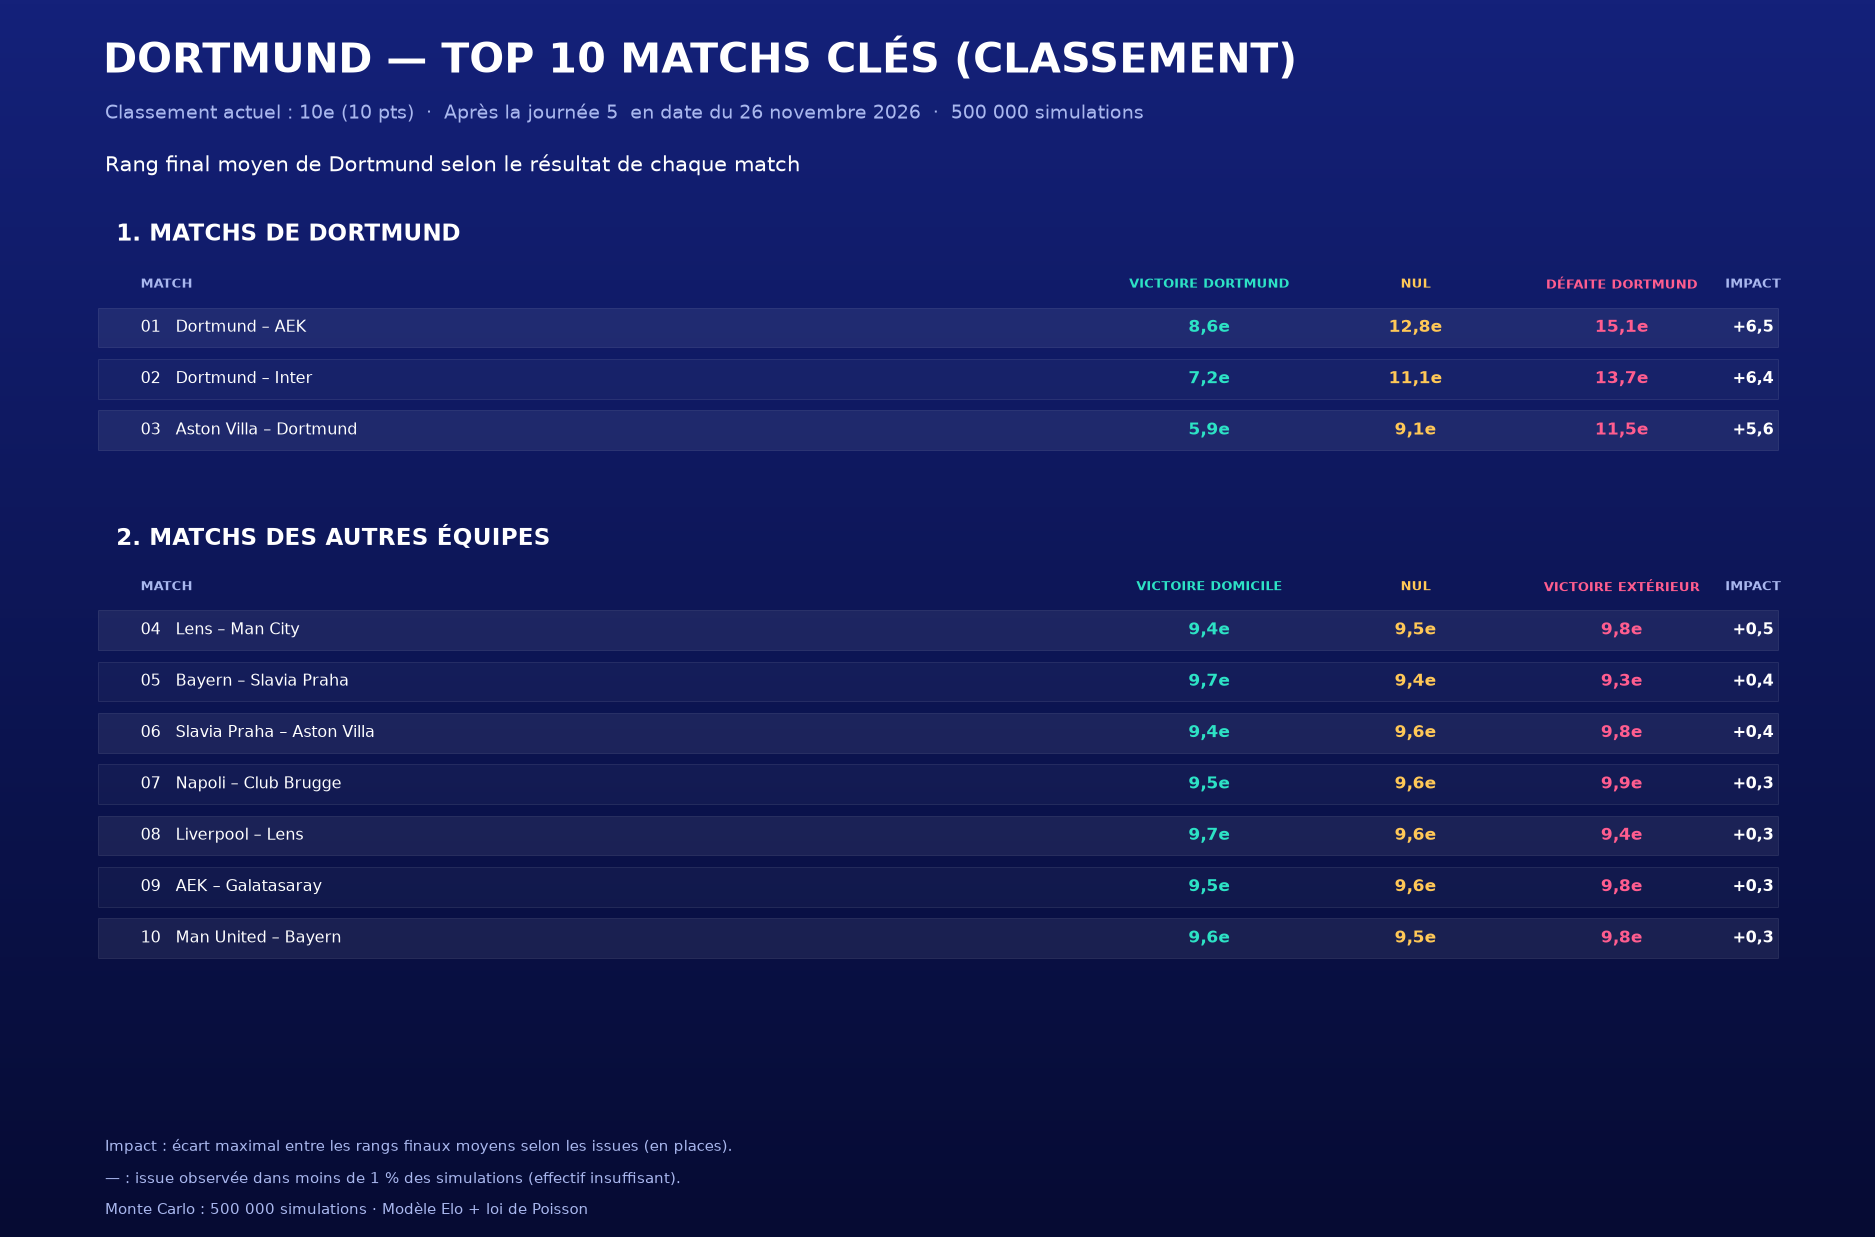 DORTMUND — TOP 10 MATCHS CLÉS (CLASSEMENT)
Classement actuel : 10e (10 pts) · Après la journée 5 en date du 26 novembre 2026 · 500 000 simulations
Rang final moyen de Dortmund selon le résultat de chaque match
1. MATCHS DE DORTMUND
MATCH VICTOIRE DORTMUND NUL DÉFAITE DORTMUND IMPACT
01 Dortmund – AEK 8,6e 12,8e 15,1e +6,5
02 Dortmund – Inter 7,2e 11,1e 13,7e +6,4
03 Aston Villa – Dortmund 5,9e 9,1e 11,5e +5,6
2. MATCHS DES AUTRES ÉQUIPES
MATCH VICTOIRE DOMICILE NUL VICTOIRE EXTÉRIEUR IMPACT
04 Lens – Man City 9,4e 9,5e 9,8e +0,5
05 Bayern – Slavia Praha 9,7e 9,4e 9,3e +0,4
06 Slavia Praha – Aston Villa 9,4e 9,6e 9,8e +0,4
07 Napoli – Club Brugge 9,5e 9,6e 9,9e +0,3
08 Liverpool – Lens 9,7e 9,6e 9,4e +0,3
09 AEK – Galatasaray 9,5e 9,6e 9,8e +0,3
10 Man United – Bayern 9,6e 9,5e 9,8e +0,3
Impact : écart maximal entre les rangs finaux moyens selon les issues (en places).
— : issue observée dans moins de 1 % des simulations (effectif insuffisant).
Monte Carlo : 500 000 simulations · Modèle Elo + loi de Poisson